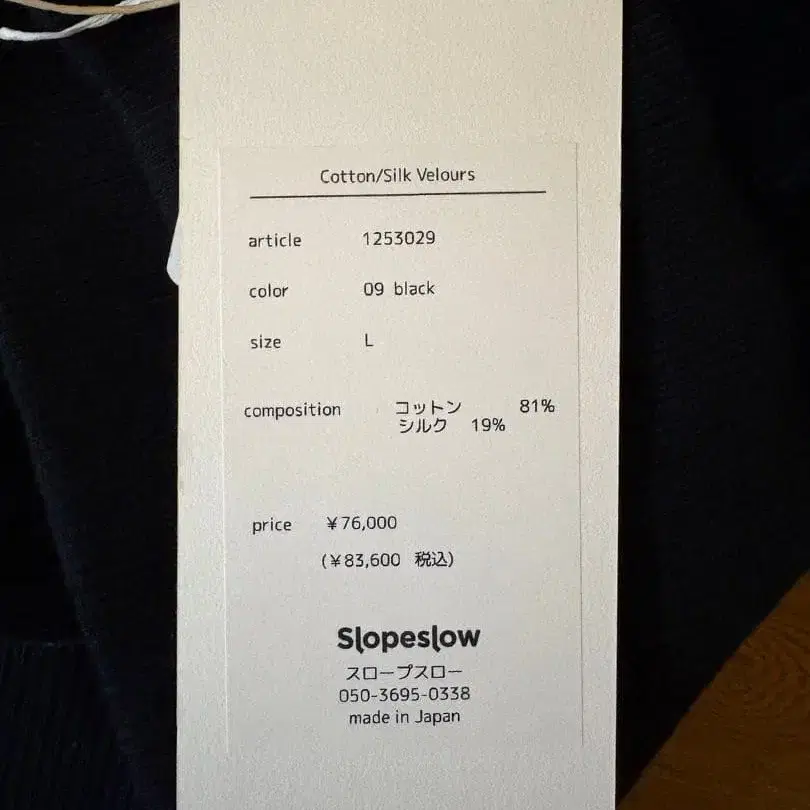 Cotton/Silk Velours
article 1253029
color 09 black
size L
composition コットン 81%
シルク 19%
price ¥76,000
(¥83,600 税込)
Slopeslow
スロープスロー
050-3695-0338
made in Japan